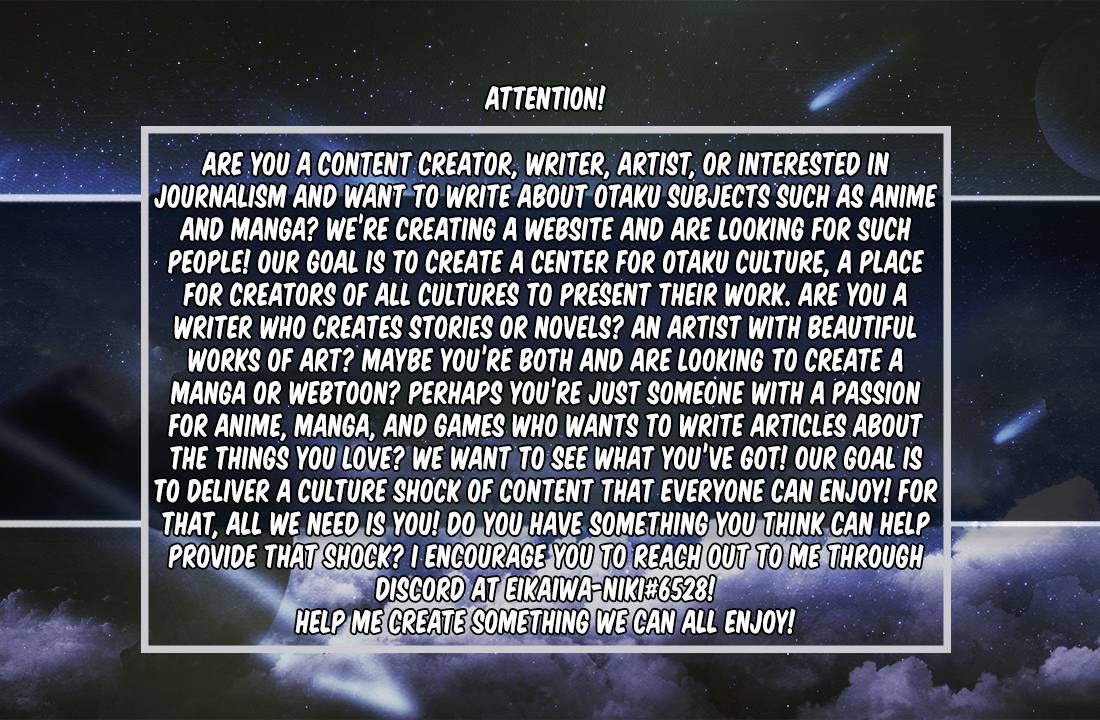 ATTENTION!
ARE YOU A CONTENT CREATOR, WRITER, ARTIST, OR INTERESTED IN
JOURNALISM AND WANT TO WRITE ABOUT OTAKU SUBJECTS SUCH AS ANIME
AND MANGA? WE'RE CREATING A WEBSITE AND ARE LOOKING FOR SUCH
PEOPLE! OUR GOAL IS TO CREATE A CENTER FOR OTAKU CULTURE, A PLACE
FOR CREATORS OF ALL CULTURES TO PRESENT THEIR WORK. ARE YOU A
WRITER WHO CREATES STORIES OR NOVELS? AN ARTIST WITH BEAUTIFUL
WORKS OF ART? MAYBE YOU'RE BOTH AND ARE LOOKING TO CREATE A
MANGA OR WEBTOON? PERHAPS YOU'RE JUST SOMEONE WITH A PASSION
FOR ANIME, MANGA, AND GAMES WHO WANTS TO WRITE ARTICLES ABOUT
THE THINGS YOU LOVE? WE WANT TO SEE WHAT YOU'VE GOT! OUR GOAL IS
TO DELIVER A CULTURE SHOCK OF CONTENT THAT EVERYONE CAN ENJOY! FOR
THAT, ALL WE NEED IS YOU! DO YOU HAVE SOMETHING YOU THINK CAN HELP
PROVIDE THAT SHOCK? I ENCOURAGE YOU TO REACH OUT TO ME THROUGH
DISCORD AT EIKAIWA-NIKI#6528!
HELP ME CREATE SOMETHING WE CAN ALL ENJOY!